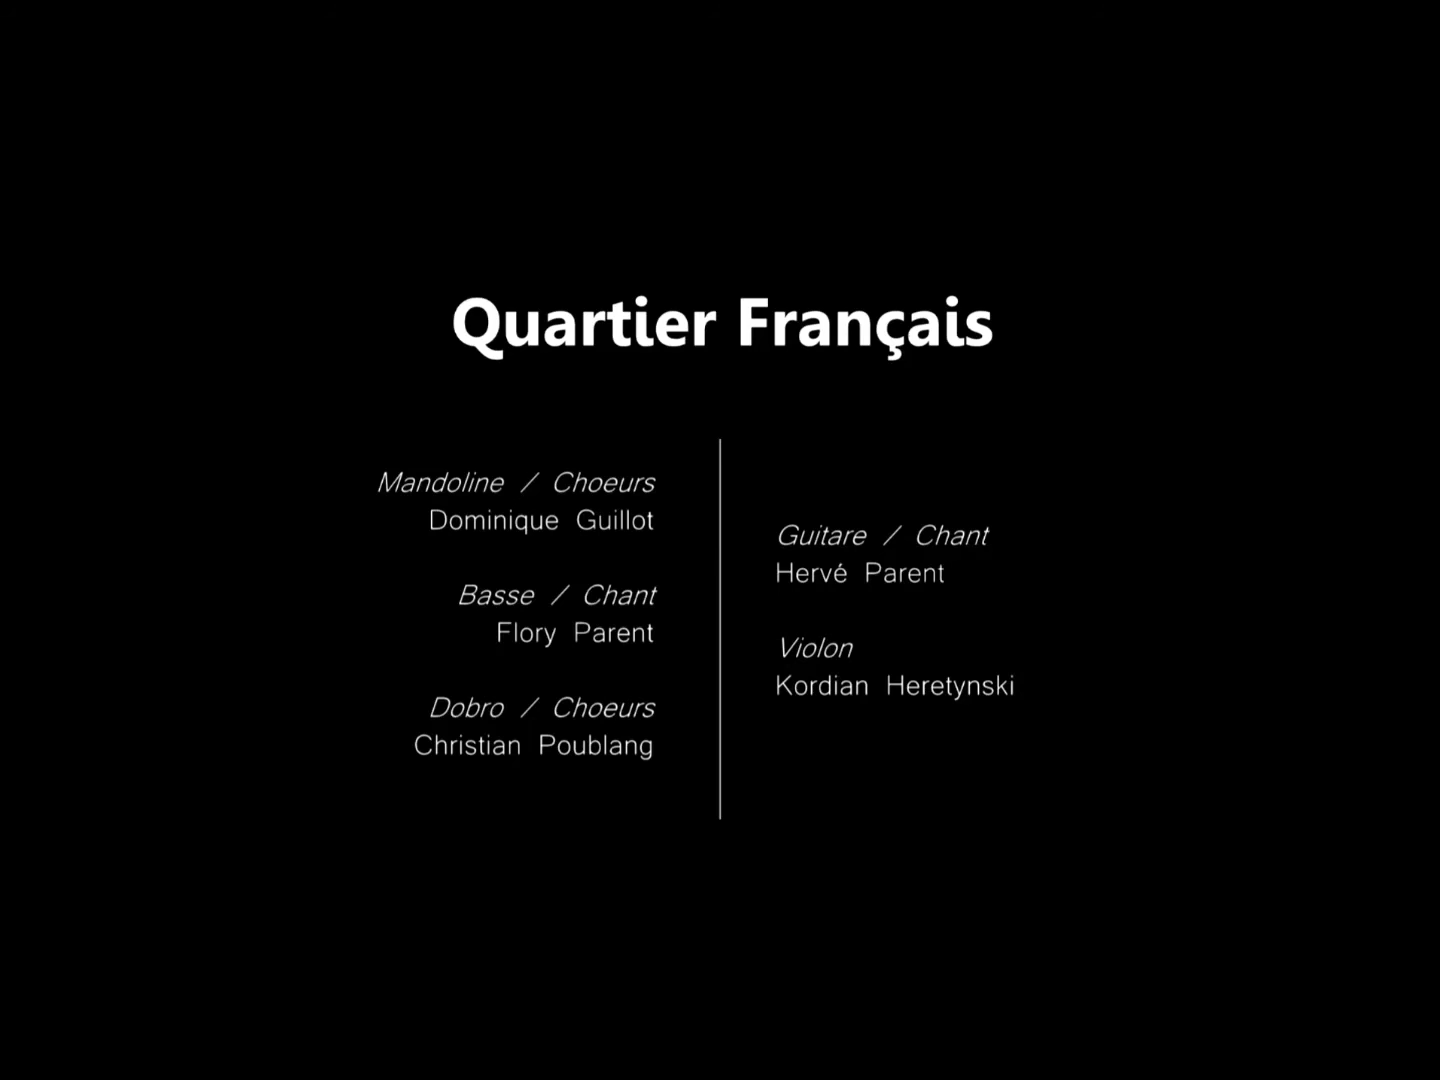 Quartier Français
Mandoline / Choeurs
Dominique Guillot
Basse / Chant
Flory Parent
Dobro / Choeurs
Christian Poublang
Guitare / Chant
Hervé Parent
Violon
Kordian Heretynski